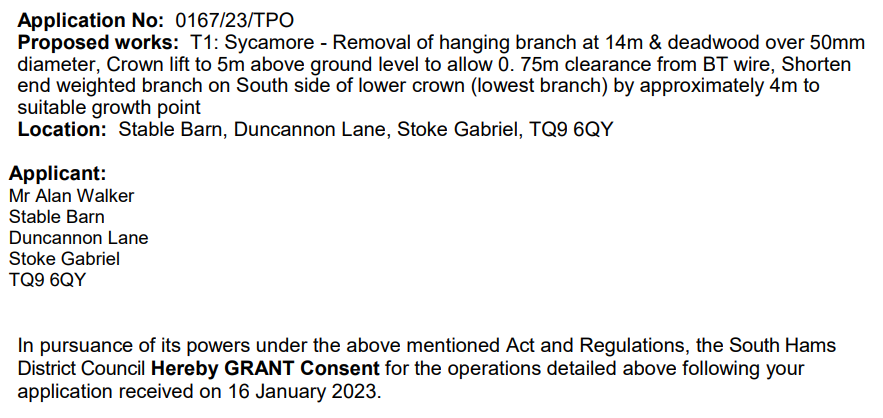 Application No: 0167/23/TPO
Proposed works: T1: Sycamore - Removal of hanging branch at 14m & deadwood over 50mm
diameter, Crown lift to 5m above ground level to allow 0. 75m clearance from BT wire, Shorten
end weighted branch on South side of lower crown (lowest branch) by approximately 4m to
suitable growth point
Location: Stable Barn, Duncannon Lane, Stoke Gabriel, TQ9 6QY
Applicant:
Mr Alan Walker
Stable Barn
Duncannon Lane
Stoke Gabriel
TQ9 6QY
In pursuance of its powers under the above mentioned Act and Regulations, the South Hams
District Council Hereby GRANT Consent for the operations detailed above following your
application received on 16 January 2023.